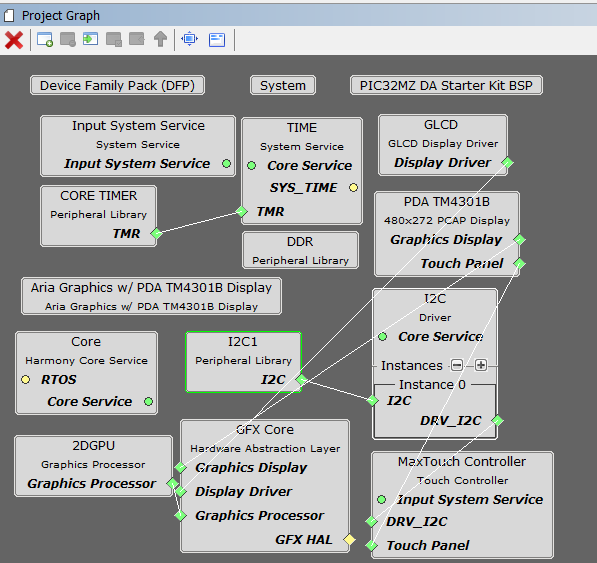 Project Graph
Device Family Pack (DFP)
System
PIC32MZ DA Starter Kit BSP
Input System Service
System Service
Input System Service
TIME
System Service
Core Service
SYS_TIME
TMR
GLCD
GLCD Display Driver
Display Driver
CORE TIMER
Peripheral Library
TMR
DDR
Peripheral Library
PDA TM4301B
480x272 PCAP Display
Graphics Display
Touch Panel
Aria Graphics w/ PDA TM4301B Display
Aria Graphics w/ PDA TM4301B Display
Core
Harmony Core Service
RTOS
Core Service
I2C1
Peripheral Library
I2C
I2C
Driver
Core Service
Instances
Instance 0
I2C
DRV_I2C
2DGPU
Graphics Processor
Graphics Processor
GFX Core
Hardware Abstraction Layer
Graphics Display
Display Driver
Graphics Processor
GFX HAL
MaxTouch Controller
Touch Controller
Input System Service
DRV_I2C
Touch Panel